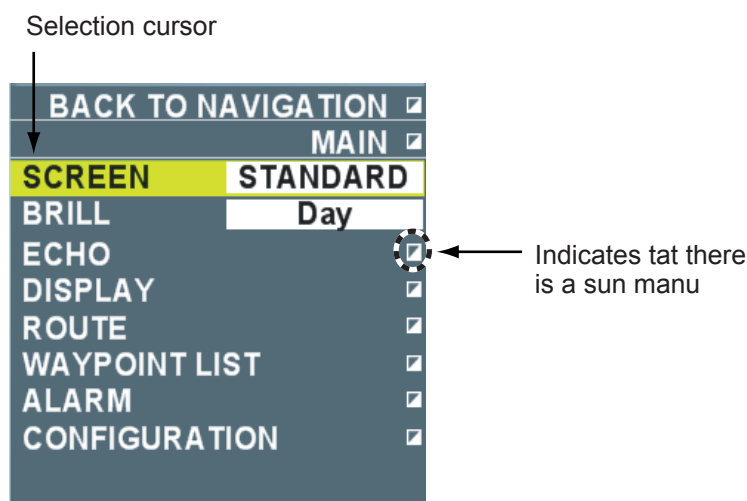 Selection cursor
BACK TO NAVIGATION
MAIN
SCREEN STANDARD
BRILL Day
ECHO
Indicates tat there
is a sun manu
DISPLAY
ROUTE
WAYPOINT LIST
ALARM
CONFIGURATION